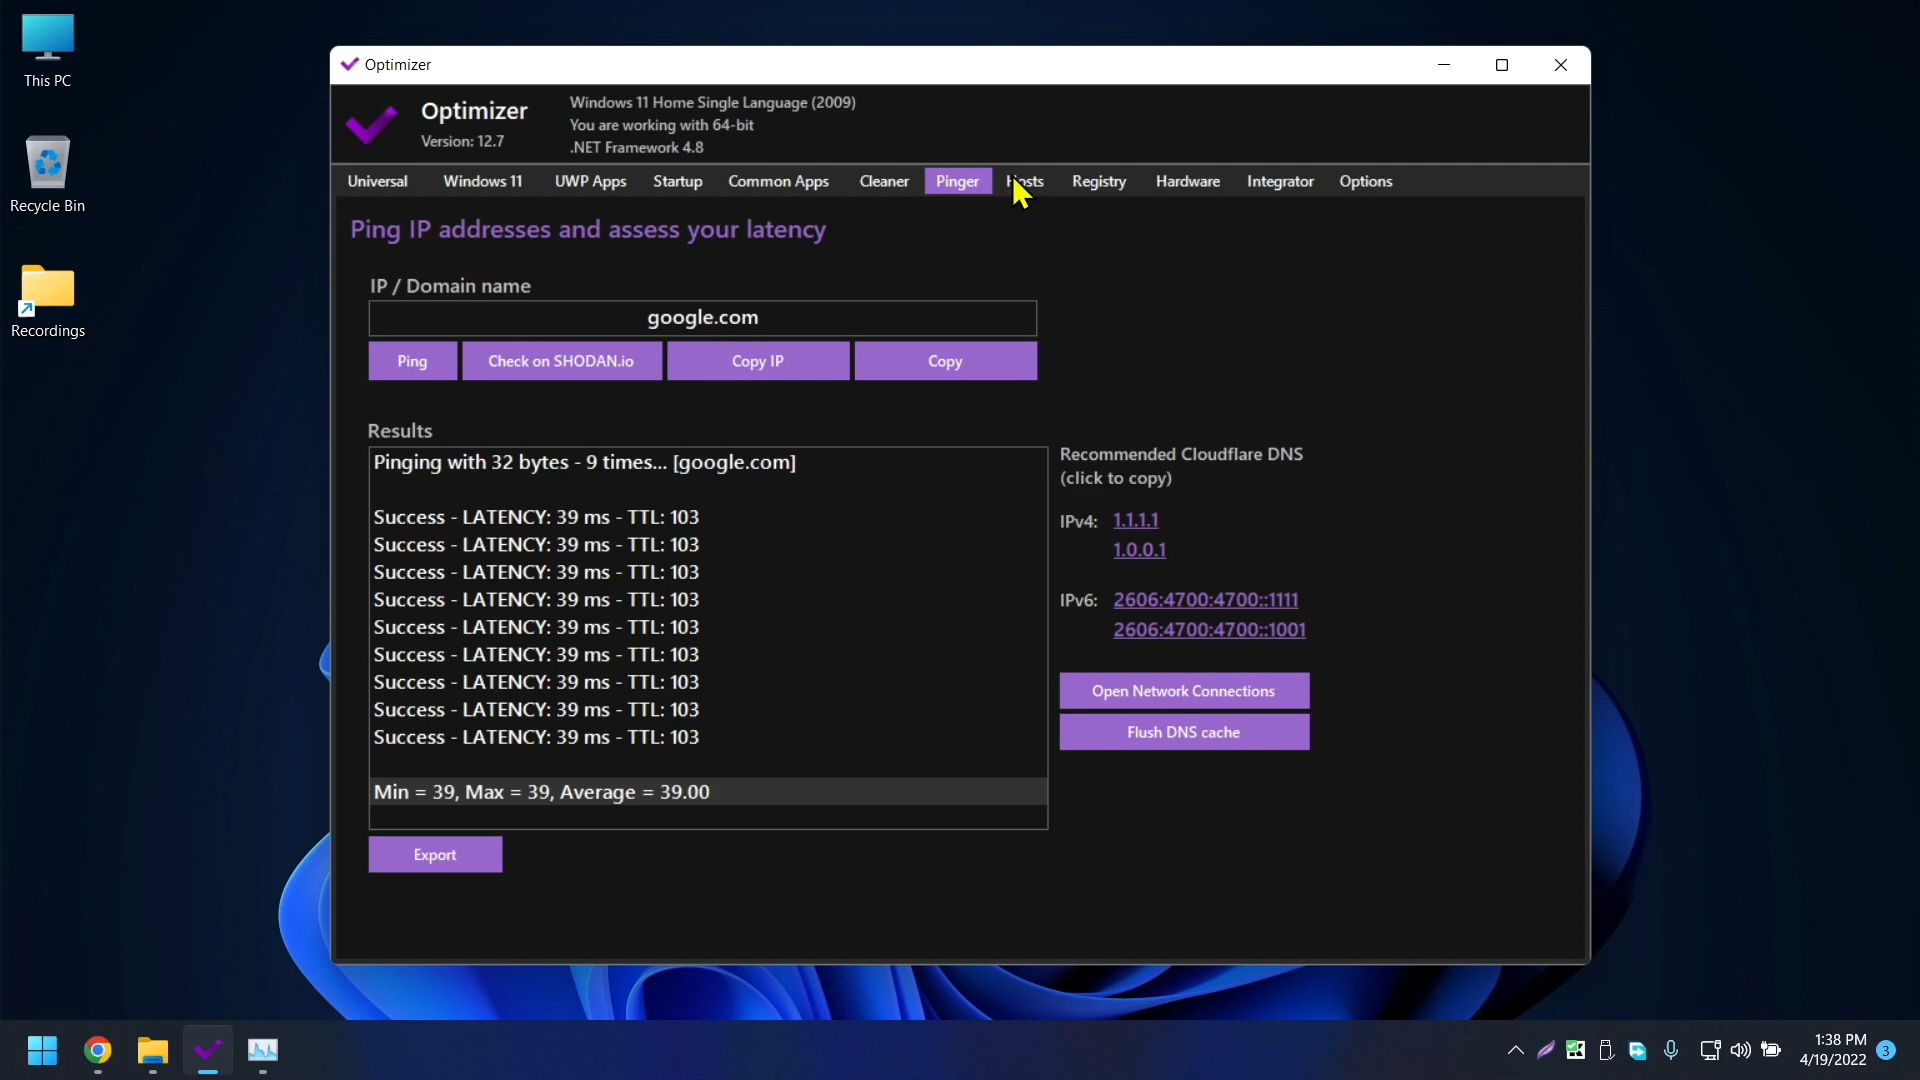 This PC
Recycle Bin
Recordings
Optimizer
Optimizer
Version: 12.7
Windows 11 Home Single Language (2009)
You are working with 64-bit
.NET Framework 4.8
Universal Windows 11 UWP Apps Startup Common Apps Cleaner Pinger Hosts Registry Hardware Integrator Options
Ping IP addresses and assess your latency
IP / Domain name
google.com
Ping Check on SHODAN.io Copy IP Copy
Results
Pinging with 32 bytes - 9 times... [google.com]
Success - LATENCY: 39 ms - TTL: 103
Success - LATENCY: 39 ms - TTL: 103
Success - LATENCY: 39 ms - TTL: 103
Success - LATENCY: 39 ms - TTL: 103
Success - LATENCY: 39 ms - TTL: 103
Success - LATENCY: 39 ms - TTL: 103
Success - LATENCY: 39 ms - TTL: 103
Success - LATENCY: 39 ms - TTL: 103
Success - LATENCY: 39 ms - TTL: 103
Min = 39, Max = 39, Average = 39.00
Export
Recommended Cloudflare DNS
(click to copy)
IPv4: 1.1.1.1
1.0.0.1
IPv6: 2606:4700:4700::1111
2606:4700:4700::1001
Open Network Connections
Flush DNS cache
1:38 PM
4/19/2022
3